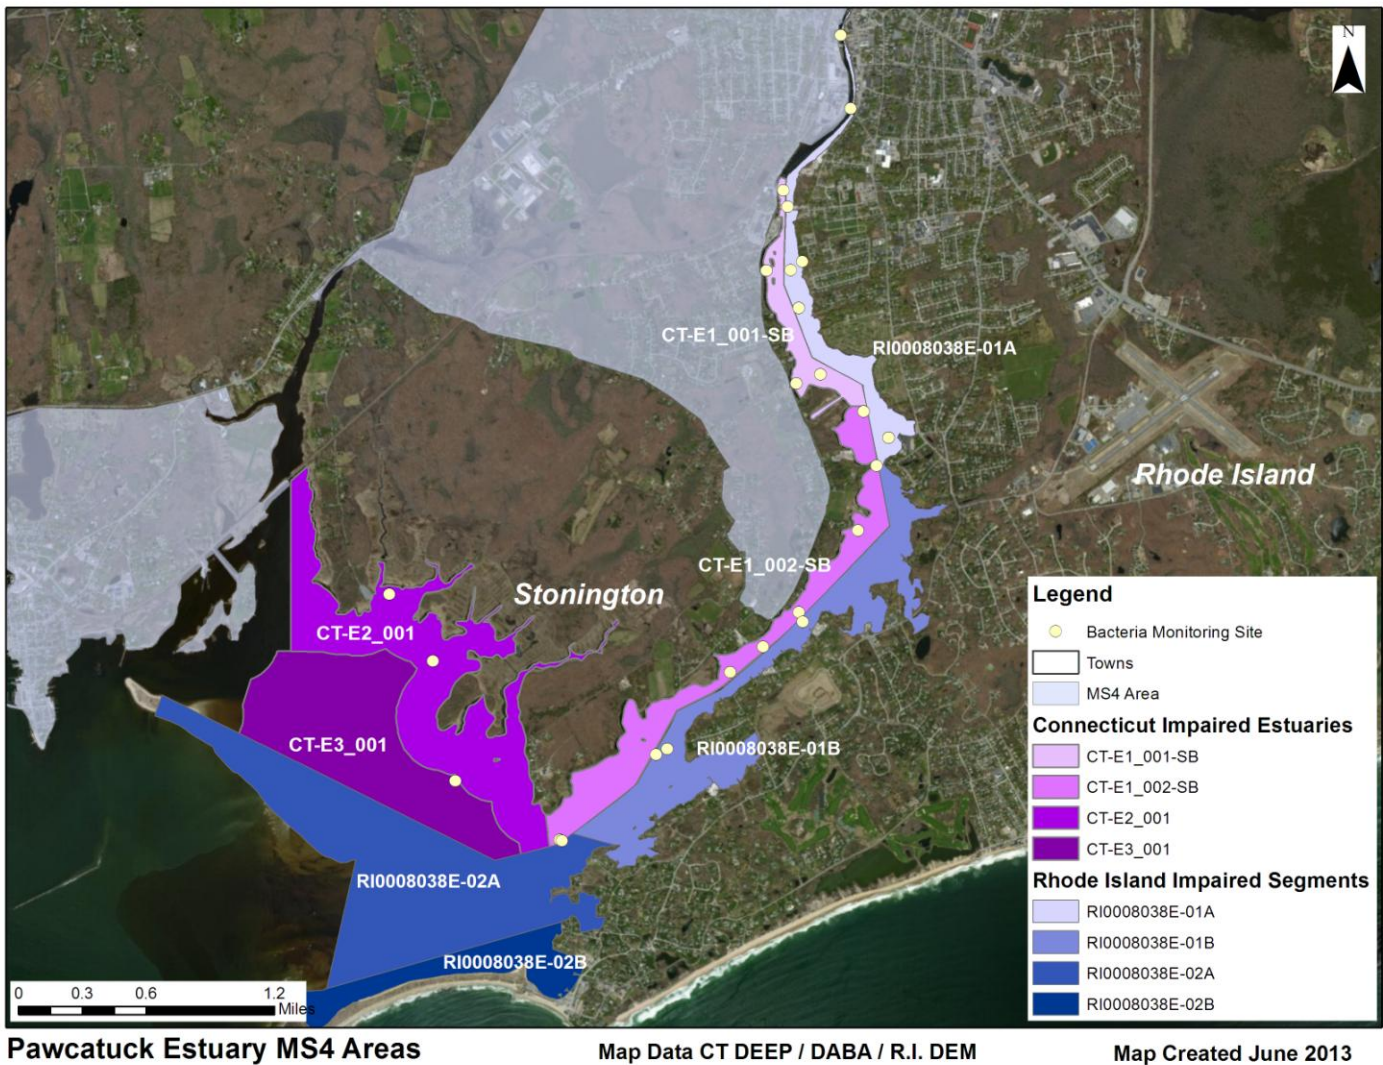 N
CT-E1_001-SB
RI0008038E-01A
Rhode Island
CT-E1_002-SB
Stonington
CT-E2_001
CT-E3_001
RI0008038E-01B
RI0008038E-02A
RI0008038E-02B
Legend
Bacteria Monitoring Site
Towns
MS4 Area
Connecticut Impaired Estuaries
CT-E1_001-SB
CT-E1_002-SB
CT-E2_001
CT-E3_001
Rhode Island Impaired Segments
RI0008038E-01A
RI0008038E-01B
RI0008038E-02A
RI0008038E-02B
0 0.3 0.6 1.2
Miles
Pawcatuck Estuary MS4 Areas Map Data CT DEEP / DABA / R.I. DEM Map Created June 2013